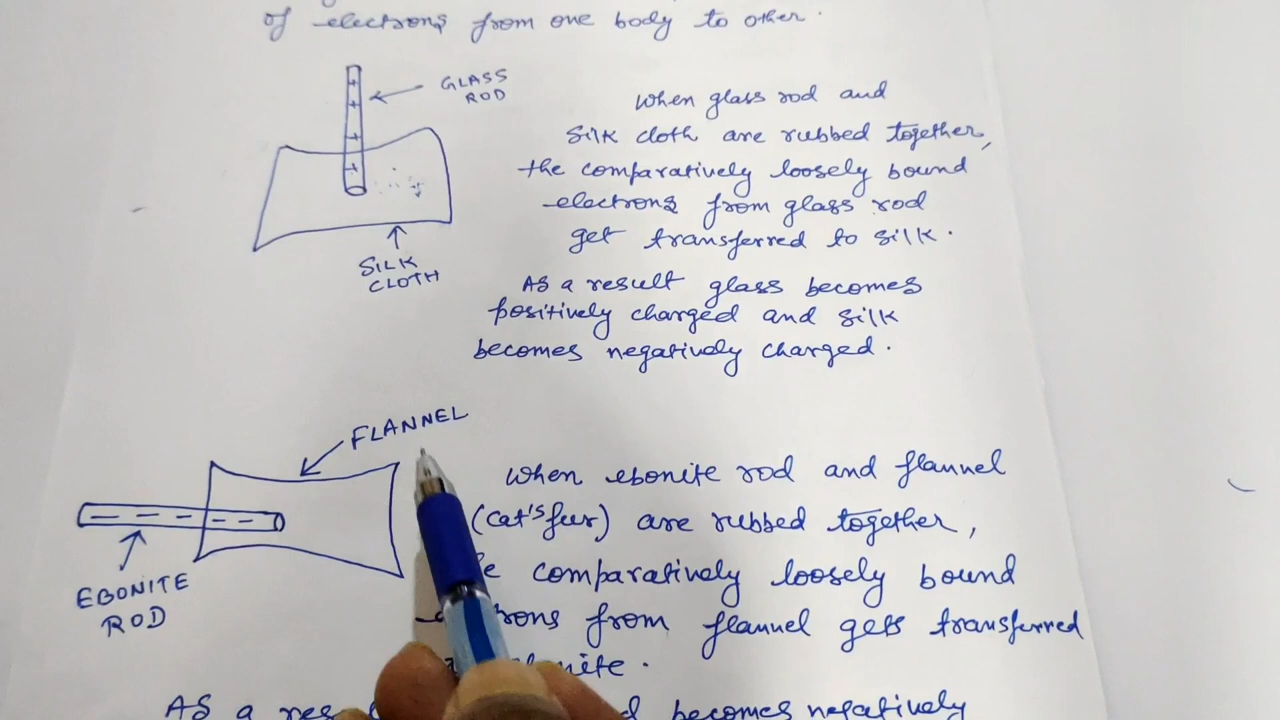 of electrons from one body to other.
GLASS
ROD
When glass rod and
silk cloth are rubbed together,
the comparatively loosely bound
electrons from glass rod
get transferred to silk.
SILK
CLOTH
As a result glass becomes
positively charged and silk
becomes negatively charged.
FLANNEL
When ebonite rod and flannel
(cat's fur) are rubbed together,
comparatively loosely bound
from flannel gets transferred
EBONITE
ROD
As a
becomes negatively